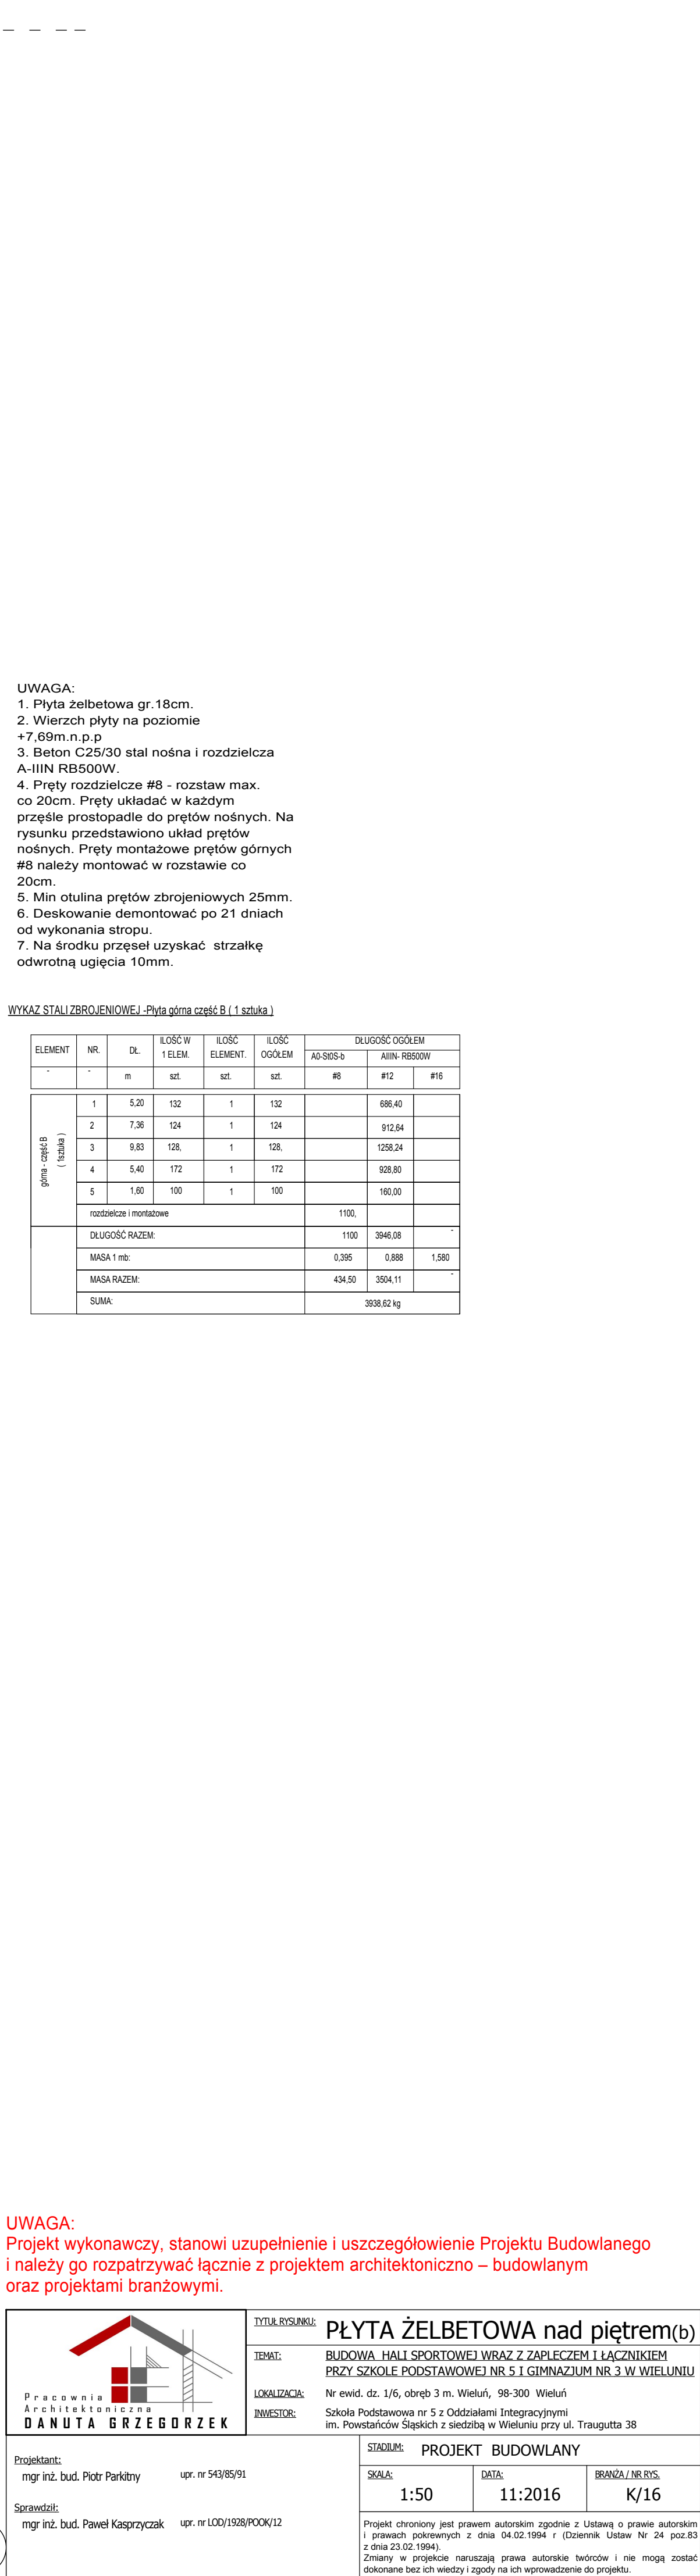 UWAGA:
1. Płyta żelbetowa gr.18cm.
2. Wierzch płyty na poziomie
+7,69m.n.p.p
3. Beton C25/30 stal nośna i rozdzielcza
A-IIIN RB500W.
4. Pręty rozdzielcze #8 - rozstaw max.
co 20cm. Pręty układać w każdym
przęśle prostopadle do prętów nośnych. Na
rysunku przedstawiono układ prętów
nośnych. Pręty montażowe prętów górnych
#8 należy montować w rozstawie co
20cm.
5. Min otulina prętów zbrojeniowych 25mm.
6. Deskowanie demontować po 21 dniach
od wykonania stropu.
7. Na środku przęseł uzyskać strzałkę
odwrotną ugięcia 10mm.
WYKAZ STALI ZBROJENIOWEJ -Płyta górna część B ( 1 sztuka )
ELEMENT NR. DŁ. ILOŚĆ W 1 ELEM. ILOŚĆ ELEMENT. ILOŚĆ OGÓŁEM DŁUGOŚĆ OGÓŁEM
A0-St0S-b AIIIN- RB500W
- - m szt. szt. szt. #8 #12 #16
górna - część B
( 1sztuka )
1 5,20 132 1 132 686,40
2 7,36 124 1 124 912,64
3 9,83 128, 1 128, 1258,24
4 5,40 172 1 172 928,80
5 1,60 100 1 100 160,00
rozdzielcze i montażowe 1100,
DŁUGOŚĆ RAZEM: 1100 3946,08 -
MASA 1 mb: 0,395 0,888 1,580
MASA RAZEM: 434,50 3504,11 -
SUMA: 3938,62 kg
UWAGA:
Projekt wykonawczy, stanowi uzupełnienie i uszczegółowienie Projektu Budowlanego
i należy go rozpatrzywać łącznie z projektem architektoniczno – budowlanym
oraz projektami branżowymi.
Pracownia
Architektoniczna
DANUTA GRZEGORZEK
TYTUŁ RYSUNKU: PŁYTA ŻELBETOWA nad piętrem(b)
TEMAT: BUDOWA HALI SPORTOWEJ WRAZ Z ZAPLECZEM I ŁĄCZNIKIEM
PRZY SZKOLE PODSTAWOWEJ NR 5 I GIMNAZJUM NR 3 W WIELUNIU
LOKALIZACJA: Nr ewid. dz. 1/6, obręb 3 m. Wieluń, 98-300 Wieluń
INWESTOR: Szkoła Podstawowa nr 5 z Oddziałami Integracyjnymi
im. Powstańców Śląskich z siedzibą w Wieluniu przy ul. Traugutta 38
Projektant:
mgr inż. bud. Piotr Parkitny upr. nr 543/85/91
Sprawdził:
mgr inż. bud. Paweł Kasprzyczak upr. nr LOD/1928/POOK/12
STADIUM: PROJEKT BUDOWLANY
SKALA: DATA: BRANŻA / NR RYS.
1:50 11:2016 K/16
Projekt chroniony jest prawem autorskim zgodnie z Ustawą o prawie autorskim
i prawach pokrewnych z dnia 04.02.1994 r (Dziennik Ustaw Nr 24 poz.83
z dnia 23.02.1994).
Zmiany w projekcie naruszają prawa autorskie twórców i nie mogą zostać
dokonane bez ich wiedzy i zgody na ich wprowadzenie do projektu.